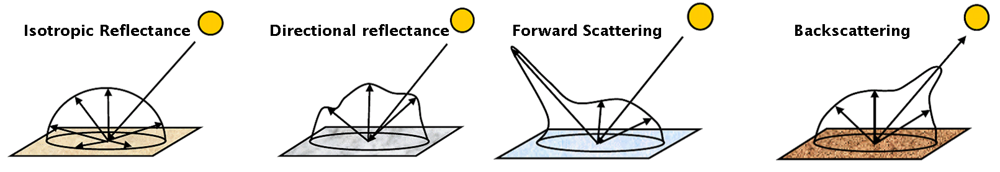 Isotropic Reflectance
Directional reflectance
Forward Scattering
Backscattering